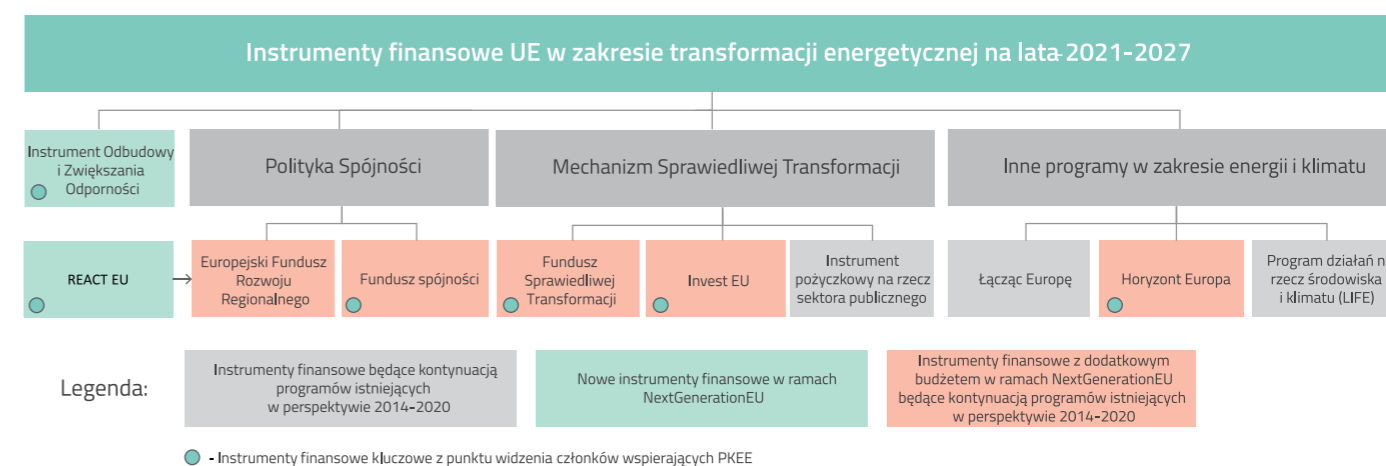 Instrumenty finansowe UE w zakresie transformacji energetycznej na lata-2021-2027
Instrument Odbudowy
i Zwiększania
Odporności
Polityka Spójności
Mechanizm Sprawiedliwej Transformacji
Inne programy w zakresie energii i klimatu
REACT EU
Europejski Fundusz
Rozwoju
Regionalnego
Fundusz spójności
Fundusz
Sprawiedliwej
Transformacji
Invest EU
Instrument
pożyczkowy na rzecz
sektora publicznego
Łącząc Europę
Horyzont Europa
Program działań n
rzecz środowiska
i klimatu (LIFE)
Legenda:
Instrumenty finansowe będące kontynuacją
programów istniejących
w perspektywie 2014-2020
Nowe instrumenty finansowe w ramach
NextGenerationEU
Instrumenty finansowe z dodatkowym
budżetem w ramach NextGenerationEU
będące kontynuacją programów istniejących
w perspektywie 2014-2020
- Instrumenty finansowe kluczowe z punktu widzenia członków wspierających PKEE